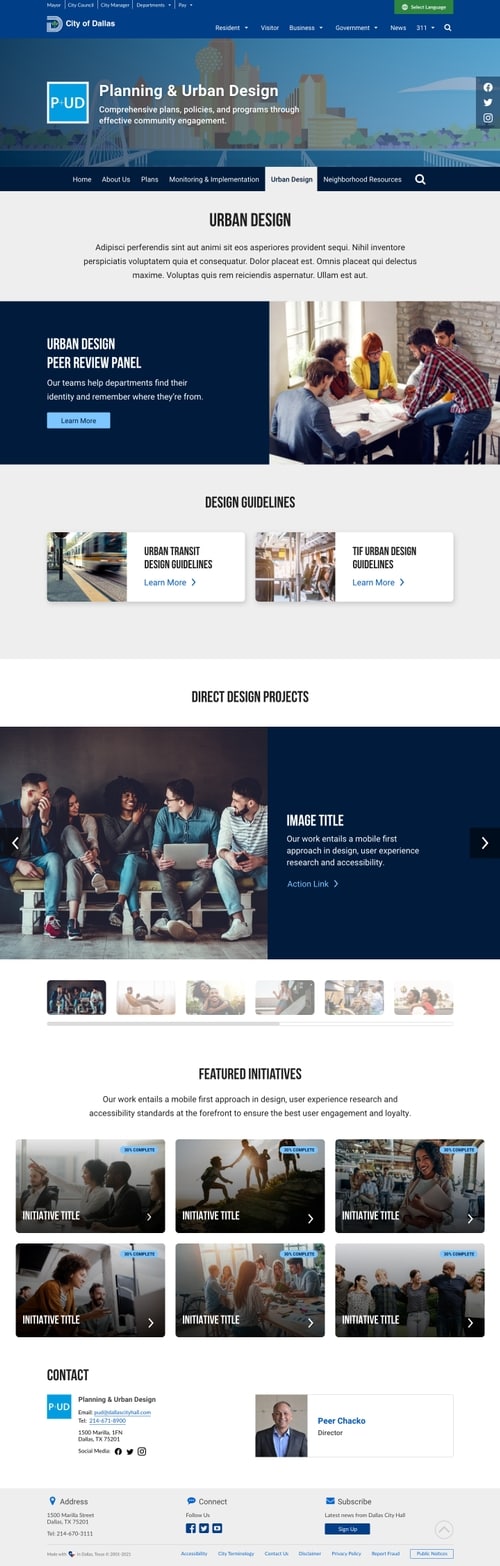 Mayor City Council City Manager Departments Pay
Select Language
City of Dallas
Resident Visitor Business Government News 311
P·UD
Planning & Urban Design
Comprehensive plans, policies, and programs through
effective community engagement.
Home About Us Plans Monitoring & Implementation Urban Design Neighborhood Resources
URBAN DESIGN
Adipisci perferendis sint aut animi sit eos asperiores provident sequi. Nihil inventore
perspiciatis voluptatem quia et consequatur. Dolor placeat est. Omnis placeat qui delectus
maxime. Voluptas quis rem reiciendis aspernatur. Ullam est aut.
URBAN DESIGN
PEER REVIEW PANEL
Our teams help departments find their
identity and remember where they're from.
Learn More
DESIGN GUIDELINES
URBAN TRANSIT
DESIGN GUIDELINES
Learn More
TIF URBAN DESIGN
GUIDELINES
Learn More
DIRECT DESIGN PROJECTS
IMAGE TITLE
Our work entails a mobile first
approach in design, user experience
research and accessibility.
Action Link
FEATURED INITIATIVES
Our work entails a mobile first approach in design, user experience research and
accessibility standards at the forefront to ensure the best user engagement and loyalty.
30% COMPLETE
INITIATIVE TITLE
30% COMPLETE
INITIATIVE TITLE
30% COMPLETE
INITIATIVE TITLE
30% COMPLETE
INITIATIVE TITLE
30% COMPLETE
INITIATIVE TITLE
30% COMPLETE
INITIATIVE TITLE
CONTACT
P·UD
Planning & Urban Design
Email: pud@dallascityhall.com
Tel: 214-671-8900
1500 Marilla, 1FN
Dallas, TX 75201
Social Media:
Peer Chacko
Director
Address
1500 Marilla Street
Dallas, TX 75201
Tel: 214-670-3111
Connect
Follow Us
Subscribe
Latest news from Dallas City Hall
Sign Up
Made with in Dallas, Texas © 2001-2021
Accessibility City Terminology Contact Us Disclaimer Privacy Policy Report Fraud Public Notices